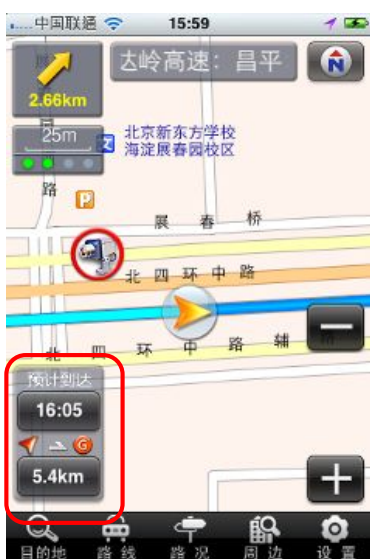 中国联通
15:59
达岭高速：昌平
2.66km
N
25m
北京新东方学校
海淀展春园校区
路
P
展春桥
北四环中路
北四环中路辅
预计到达
16:05
G
5.4km
目的地
路线
路况
周边
设置